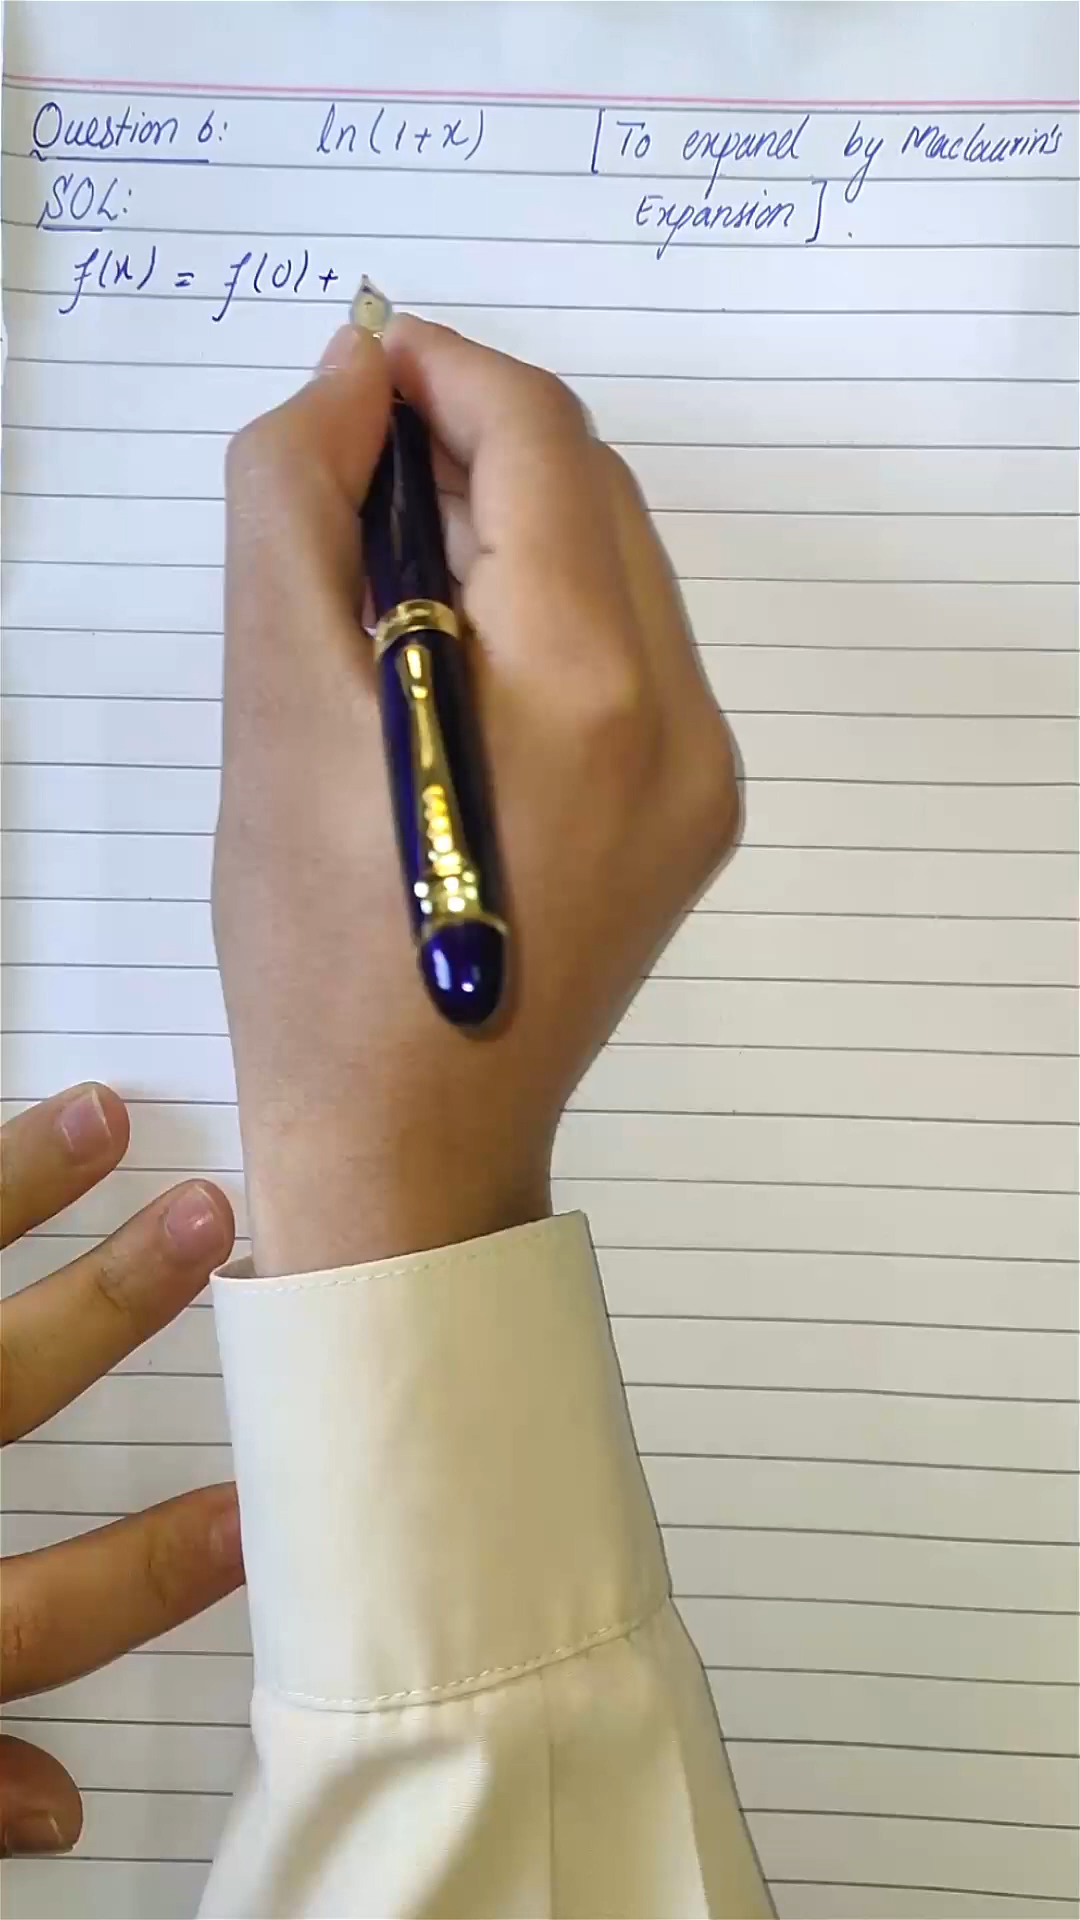 Question 6: ln(1+x) [To expand by Maclaurin's
SOL: Expansion].
f(x) = f(0) +